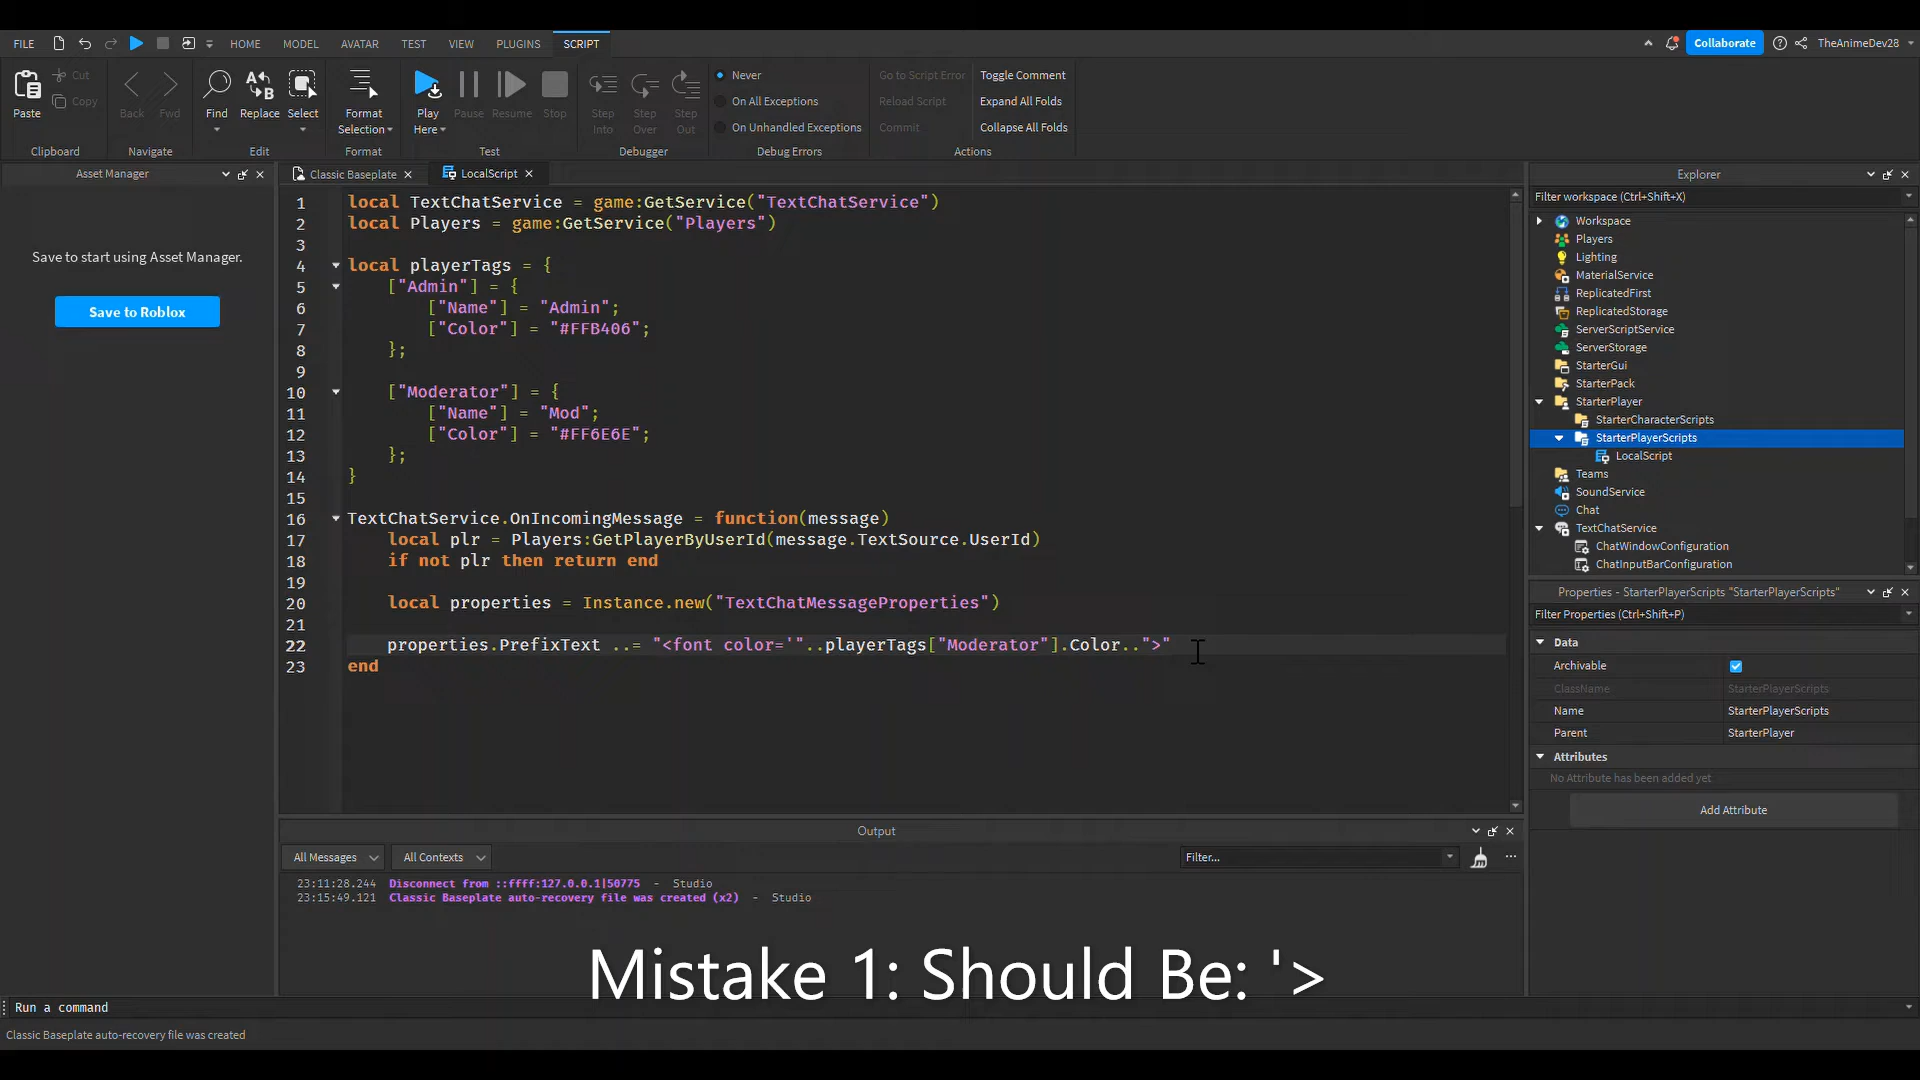 FILE HOME MODEL AVATAR TEST VIEW PLUGINS SCRIPT Collaborate TheAnimeDev28
Paste Cut Copy Back Fwd Find Replace Select Format Selection Play Here Pause Resume Stop Step Into Step Over Step Out
Never
On All Exceptions
On Unhandled Exceptions
Go to Script Error
Reload Script
Commit
Toggle Comment
Expand All Folds
Collapse All Folds
Clipboard Navigate Edit Format Test Debugger Debug Errors Actions
Asset Manager
Save to start using Asset Manager.
Save to Roblox
Classic Baseplate LocalScript
1 local TextChatService = game:GetService("TextChatService")
2 local Players = game:GetService("Players")
3
4 local playerTags = {
5 ["Admin"] = {
6 ["Name"] = "Admin";
7 ["Color"] = "#FFB406";
8 };
9
10 ["Moderator"] = {
11 ["Name"] = "Mod";
12 ["Color"] = "#FF6E6E";
13 };
14 }
15
16 TextChatService.OnIncomingMessage = function(message)
17 local plr = Players:GetPlayerByUserId(message.TextSource.UserId)
18 if not plr then return end
19
20 local properties = Instance.new("TextChatMessageProperties")
21
22 properties.PrefixText ..= "<font color='"..playerTags["Moderator"].Color..">"
23 end
Explorer
Filter workspace (Ctrl+Shift+X)
Workspace
Players
Lighting
MaterialService
ReplicatedFirst
ReplicatedStorage
ServerScriptService
ServerStorage
StarterGui
StarterPack
StarterPlayer
StarterCharacterScripts
StarterPlayerScripts
LocalScript
Teams
SoundService
Chat
TextChatService
ChatWindowConfiguration
ChatInputBarConfiguration
Properties - StarterPlayerScripts "StarterPlayerScripts"
Filter Properties (Ctrl+Shift+P)
Data
Archivable
ClassName StarterPlayerScripts
Name StarterPlayerScripts
Parent StarterPlayer
Attributes
No Attribute has been added yet
Add Attribute
Output
All Messages All Contexts Filter...
23:11:28.244 Disconnect from ::ffff:127.0.0.1|50775 - Studio
23:15:49.121 Classic Baseplate auto-recovery file was created (x2) - Studio
Mistake 1: Should Be: '>
Run a command
Classic Baseplate auto-recovery file was created